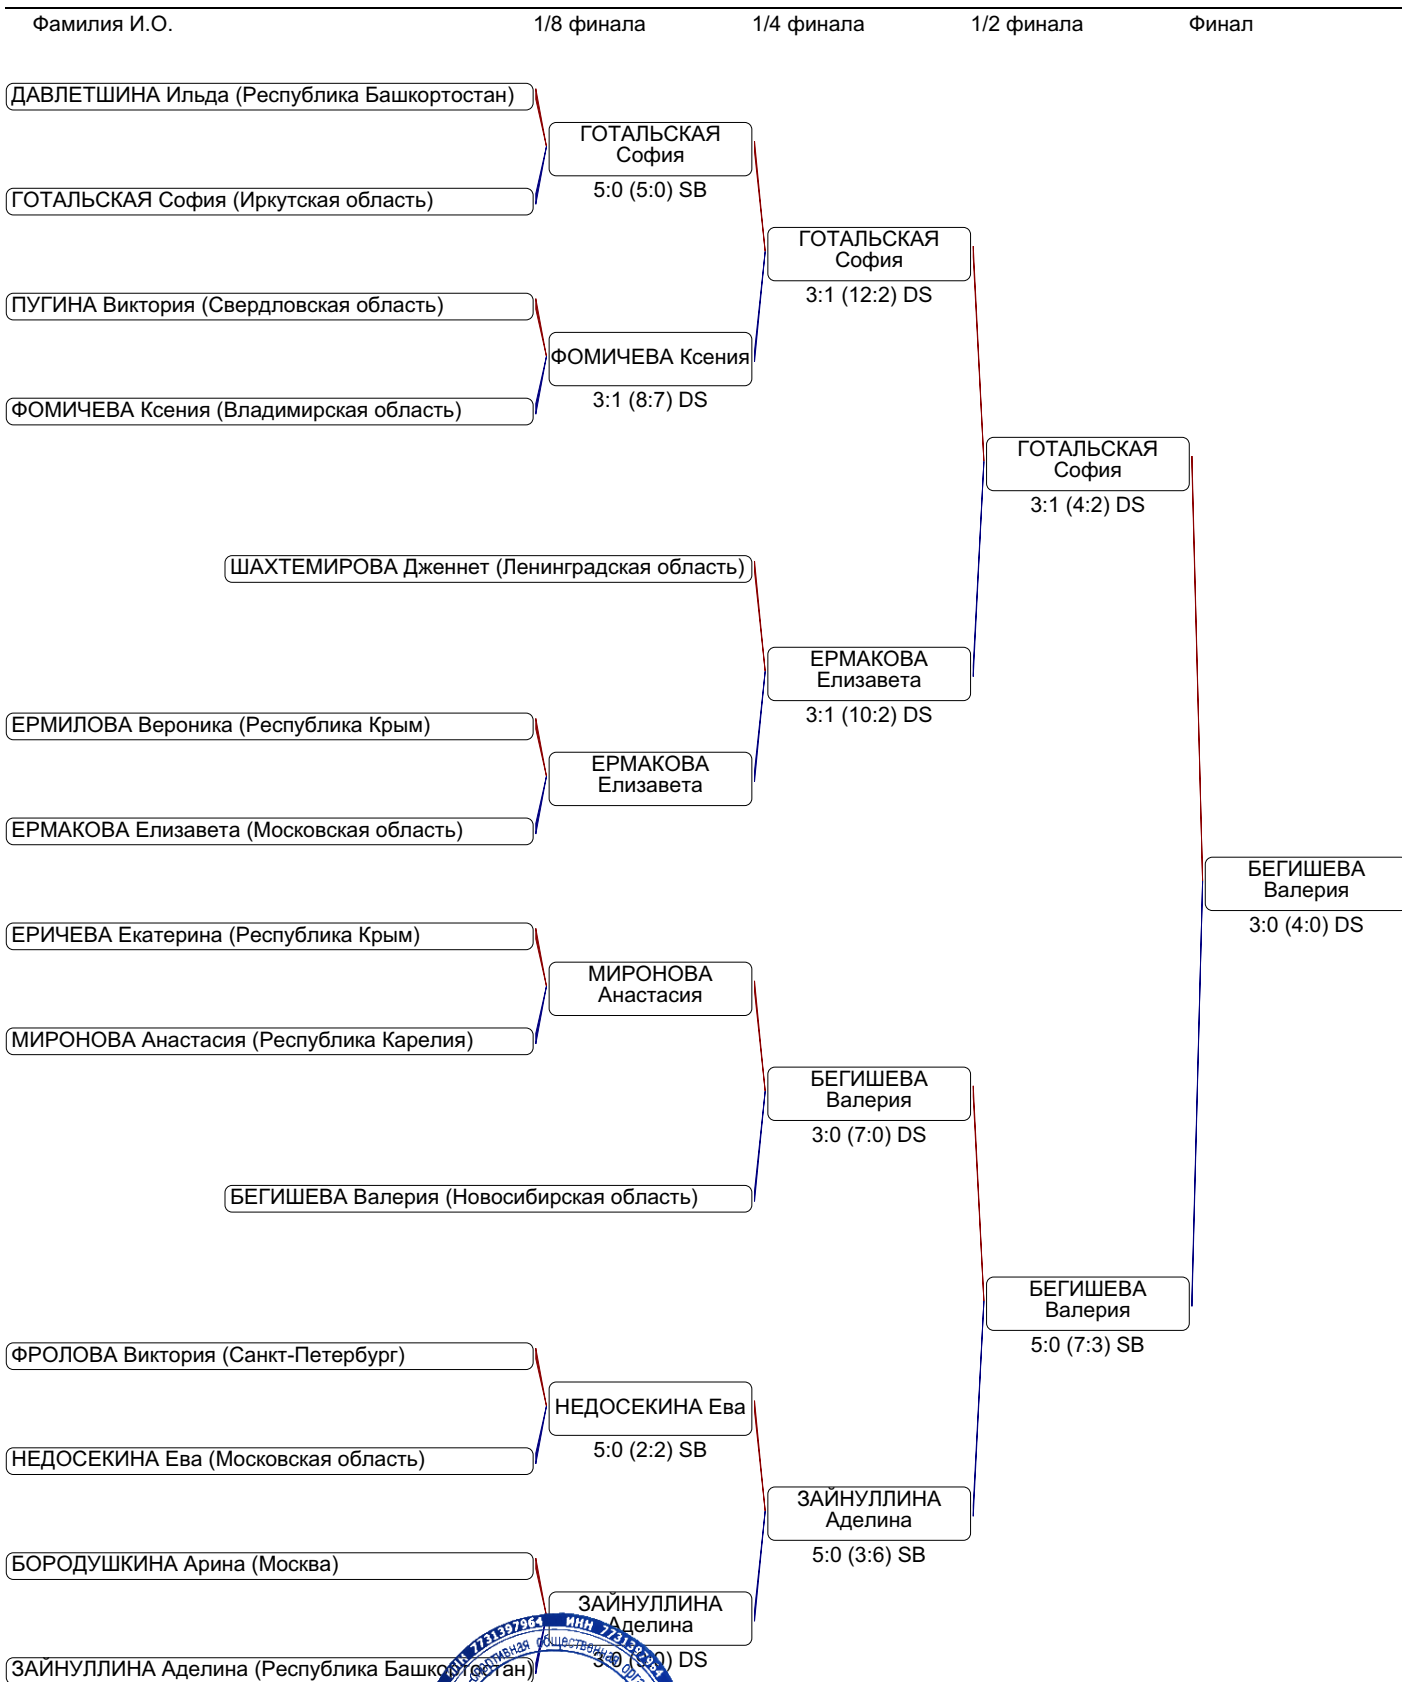 Фамилия И.О. 1/8 финала 1/4 финала 1/2 финала Финал
ДАВЛЕТШИНА Ильда (Республика Башкортостан)
ГОТАЛЬСКАЯ
София
5:0 (5:0) SB
ГОТАЛЬСКАЯ София (Иркутская область)
ГОТАЛЬСКАЯ
София
3:1 (12:2) DS
ПУГИНА Виктория (Свердловская область)
ФОМИЧЕВА Ксения
3:1 (8:7) DS
ФОМИЧЕВА Ксения (Владимирская область)
ГОТАЛЬСКАЯ
София
3:1 (4:2) DS
ШАХТЕМИРОВА Дженнет (Ленинградская область)
ЕРМАКОВА
Елизавета
3:1 (10:2) DS
ЕРМИЛОВА Вероника (Республика Крым)
ЕРМАКОВА
Елизавета
ЕРМАКОВА Елизавета (Московская область)
БЕГИШЕВА
Валерия
3:0 (4:0) DS
ЕРИЧЕВА Екатерина (Республика Крым)
МИРОНОВА
Анастасия
МИРОНОВА Анастасия (Республика Карелия)
БЕГИШЕВА
Валерия
3:0 (7:0) DS
БЕГИШЕВА Валерия (Новосибирская область)
БЕГИШЕВА
Валерия
5:0 (7:3) SB
ФРОЛОВА Виктория (Санкт-Петербург)
НЕДОСЕКИНА Ева
5:0 (2:2) SB
НЕДОСЕКИНА Ева (Московская область)
ЗАЙНУЛЛИНА
Аделина
5:0 (3:6) SB
БОРОДУШКИНА Арина (Москва)
ЗАЙНУЛЛИНА
Аделина
DS
ЗАЙНУЛЛИНА Аделина (Республика Башкортостан)
7731397964 ИНН 7731397964
общественная